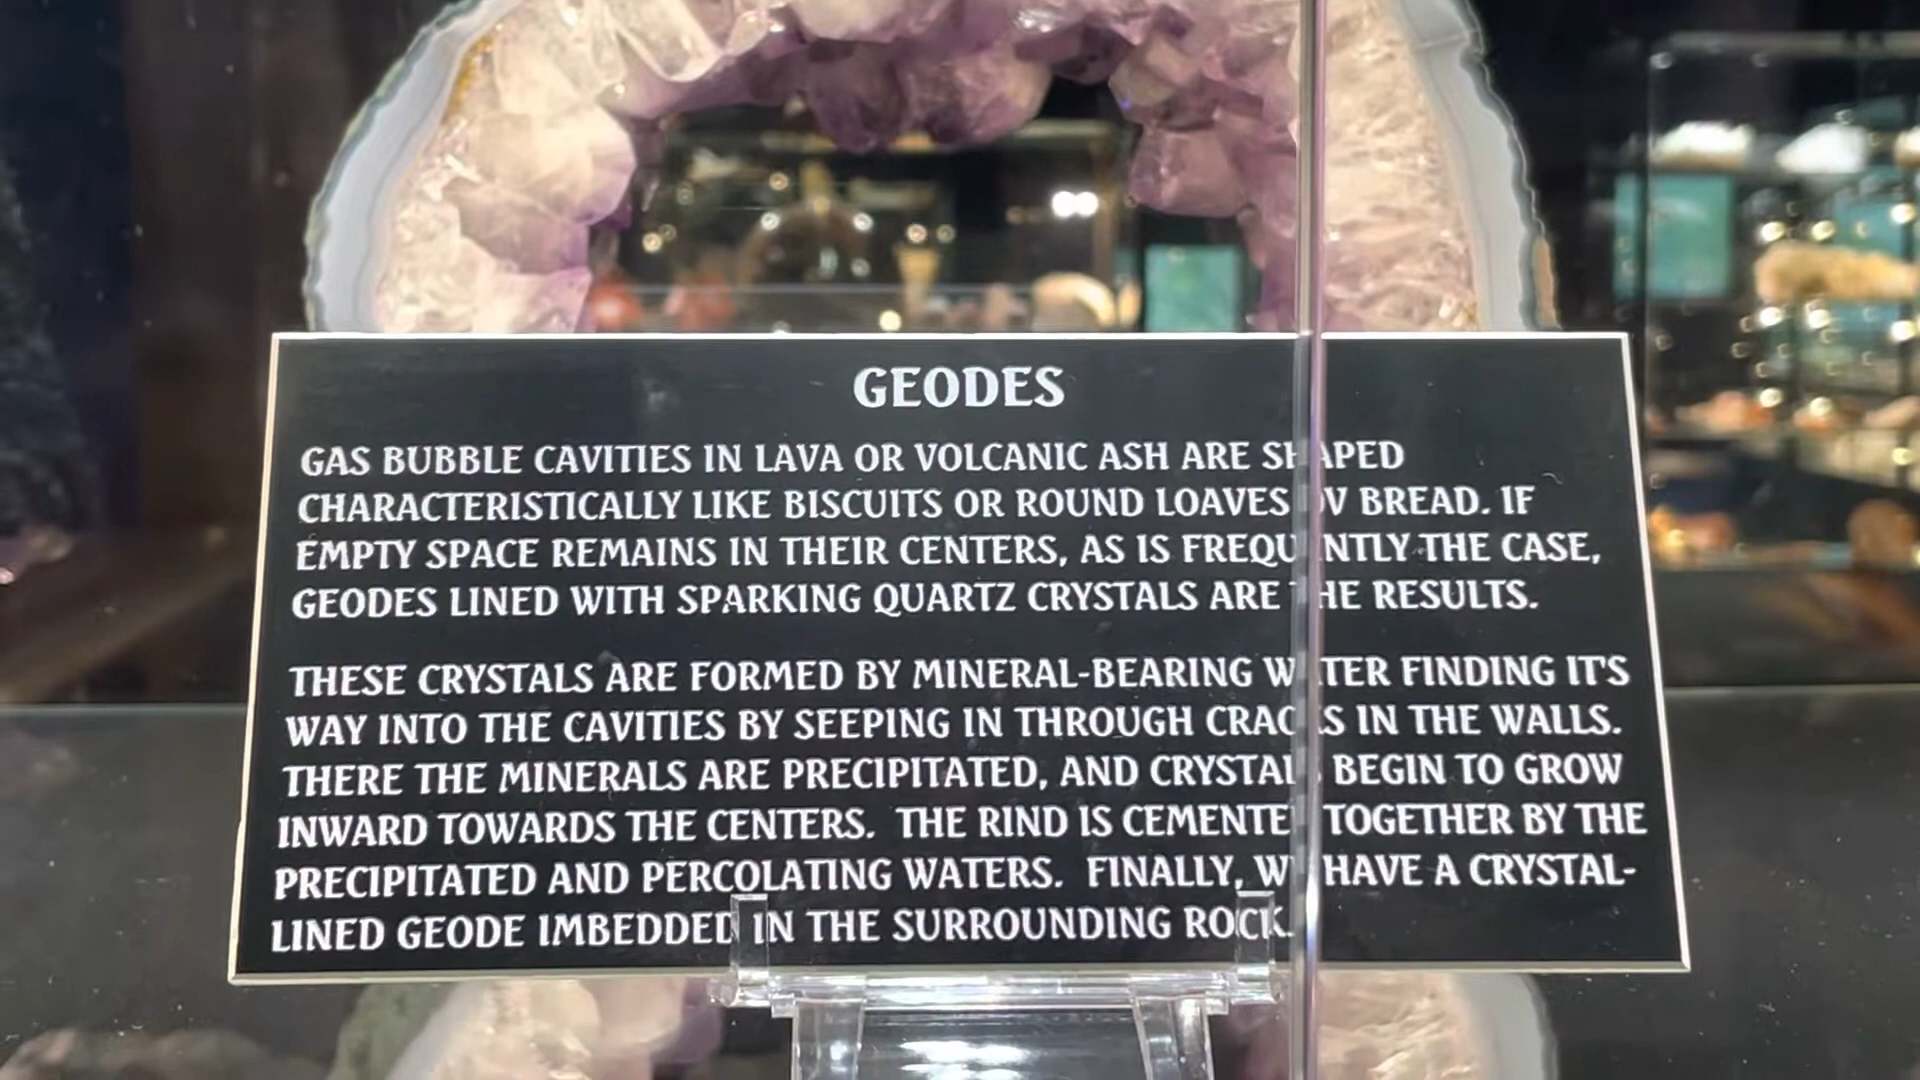 GEODES
GAS BUBBLE CAVITIES IN LAVA OR VOLCANIC ASH ARE SHAPED
CHARACTERISTICALLY LIKE BISCUITS OR ROUND LOAVES OV BREAD. IF
EMPTY SPACE REMAINS IN THEIR CENTERS, AS IS FREQUENTLY THE CASE,
GEODES LINED WITH SPARKING QUARTZ CRYSTALS ARE THE RESULTS.
THESE CRYSTALS ARE FORMED BY MINERAL-BEARING WATER FINDING IT'S
WAY INTO THE CAVITIES BY SEEPING IN THROUGH CRACKS IN THE WALLS.
THERE THE MINERALS ARE PRECIPITATED, AND CRYSTALS BEGIN TO GROW
INWARD TOWARDS THE CENTERS. THE RIND IS CEMENTED TOGETHER BY THE
PRECIPITATED AND PERCOLATING WATERS. FINALLY, WE HAVE A CRYSTAL-
LINED GEODE IMBEDDED IN THE SURROUNDING ROCK.